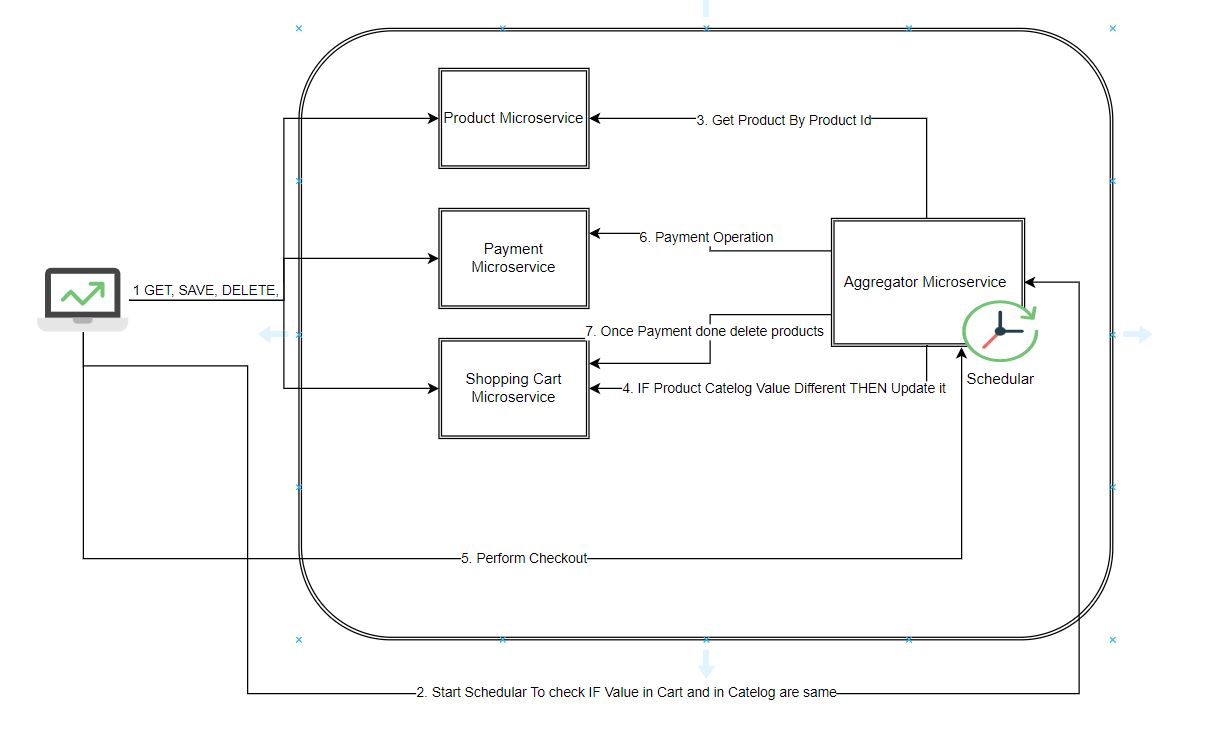 Product Microservice
3. Get Product By Product Id
Payment
Microservice
6. Payment Operation
Aggregator Microservice
1 GET, SAVE, DELETE,
7. Once Payment done delete products
Shopping Cart
Microservice
4. IF Product Catelog Value Different THEN Update it
Schedular
5. Perform Checkout
2. Start Schedular To check IF Value in Cart and in Catelog are same